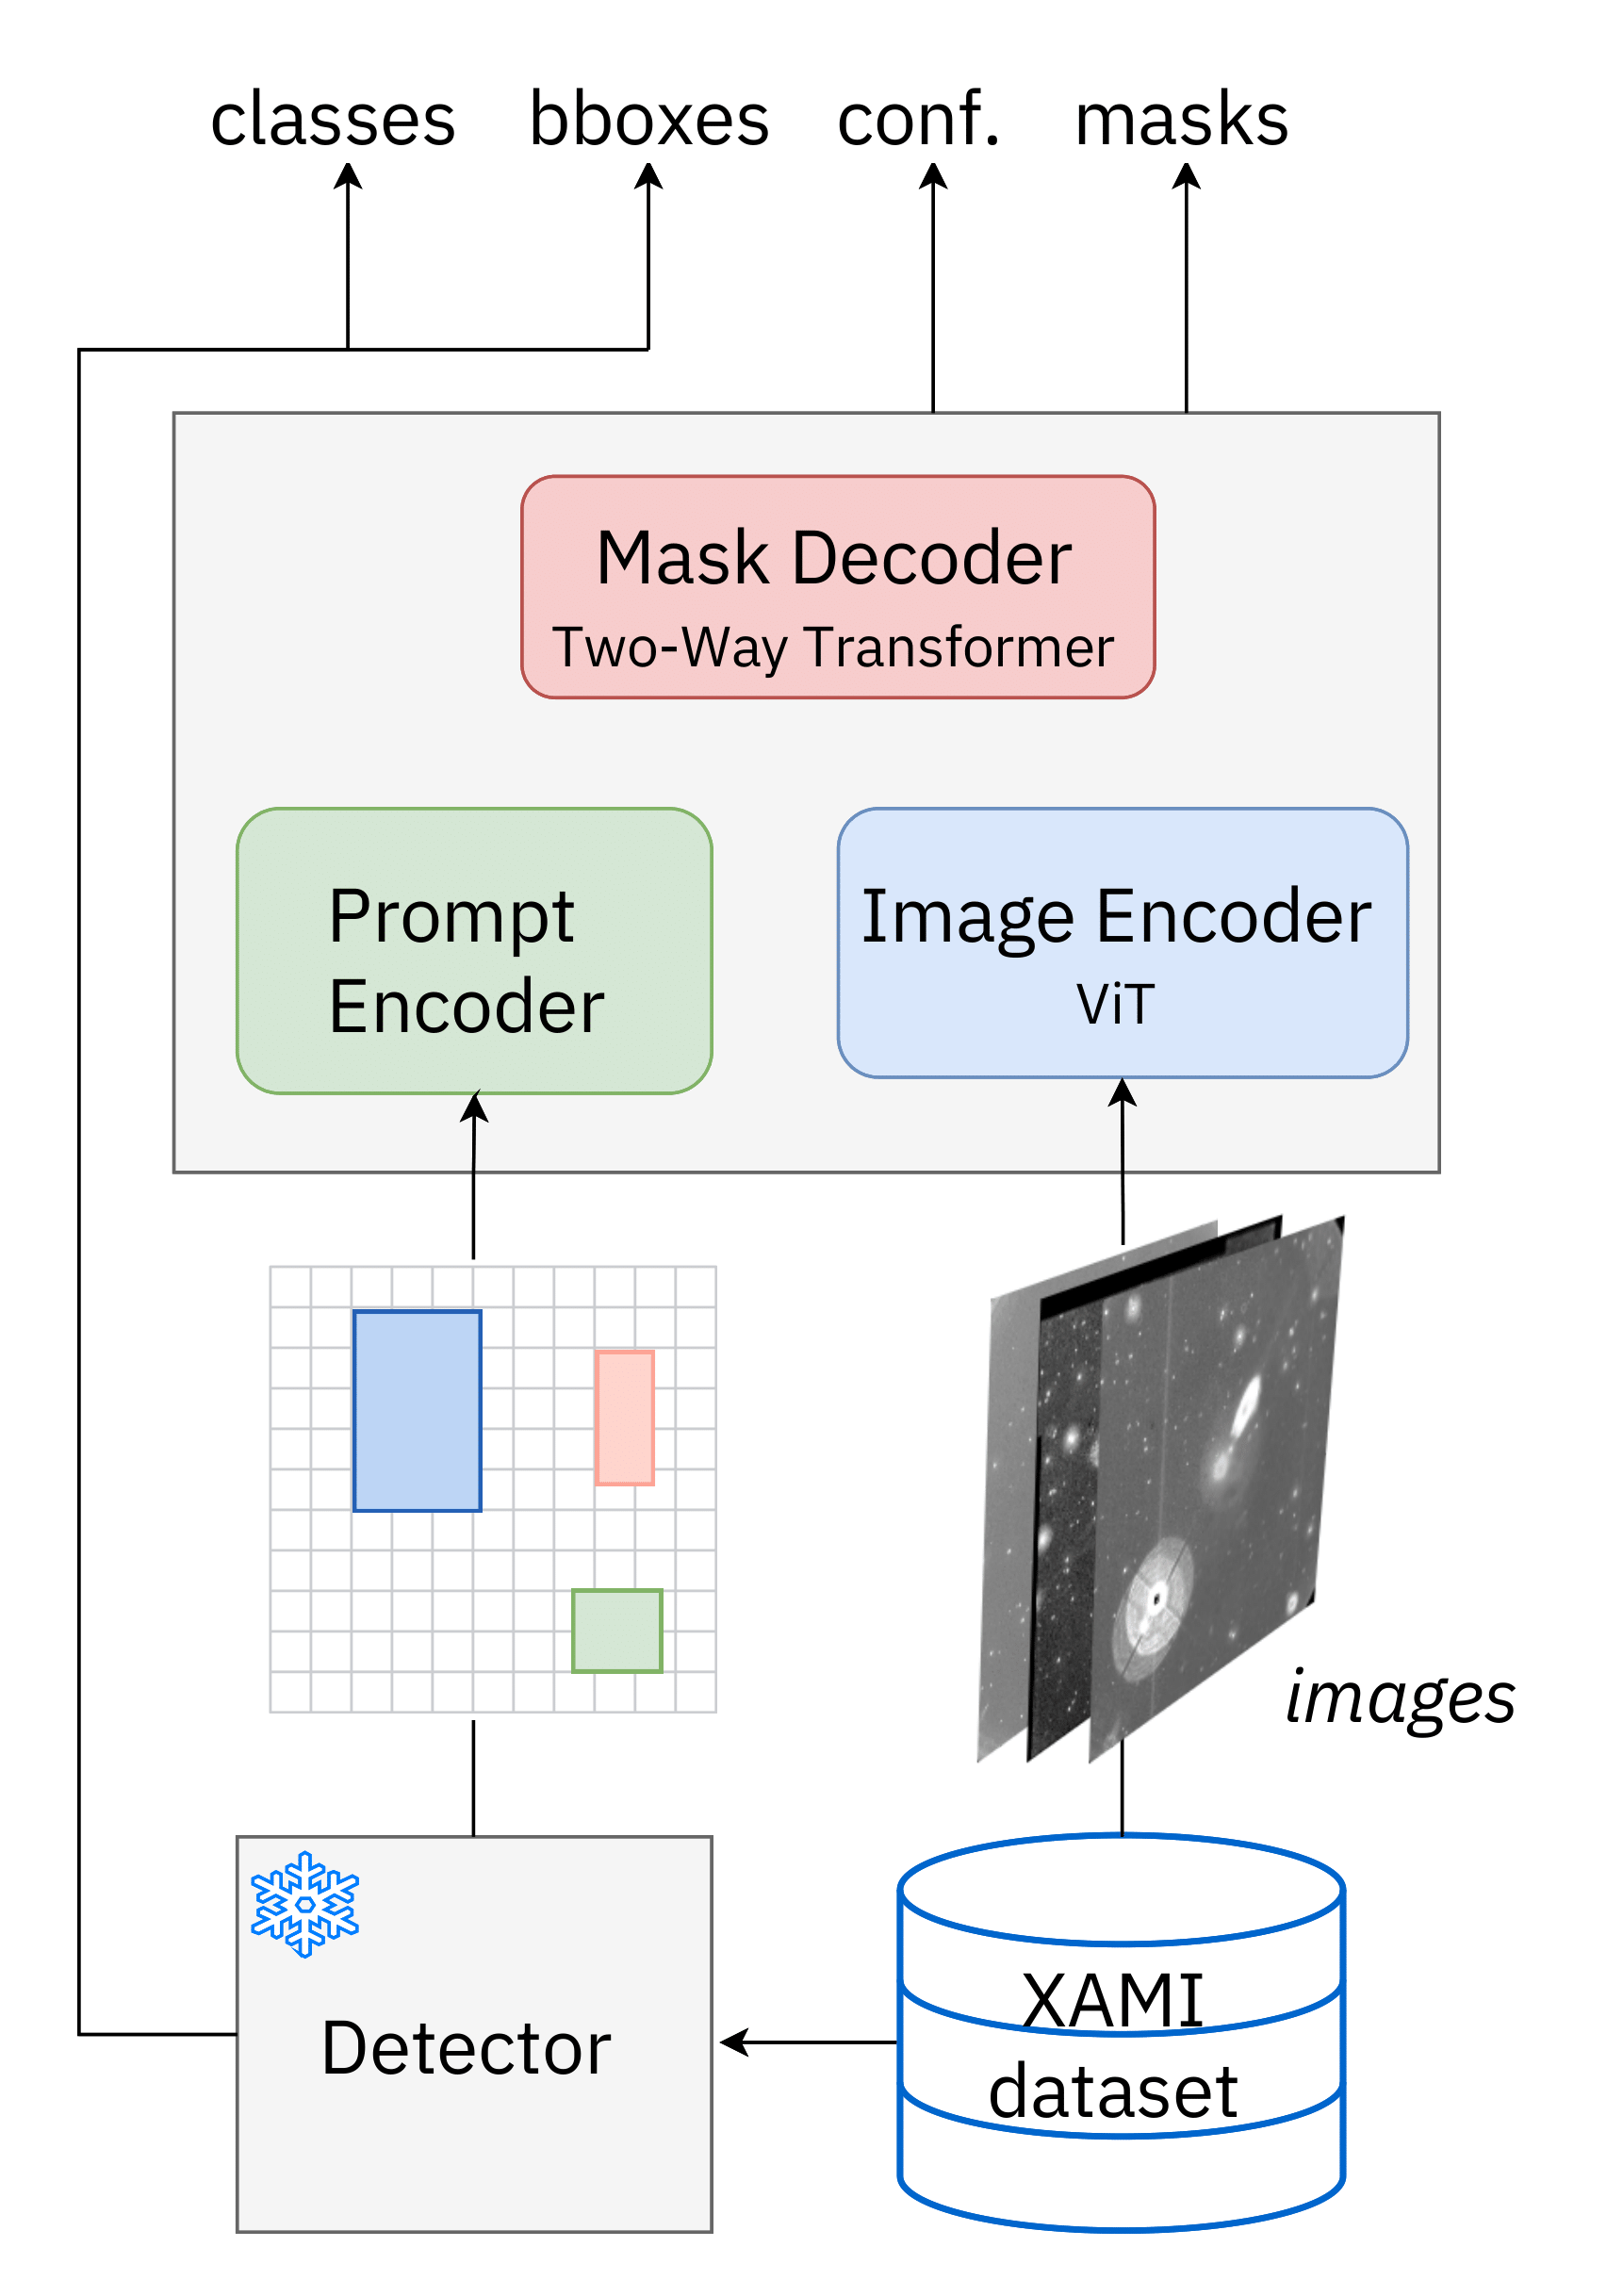 classes bboxes conf. masks
Mask Decoder
Two-Way Transformer
Prompt
Encoder
Image Encoder
ViT
images
Detector
XAMI
dataset